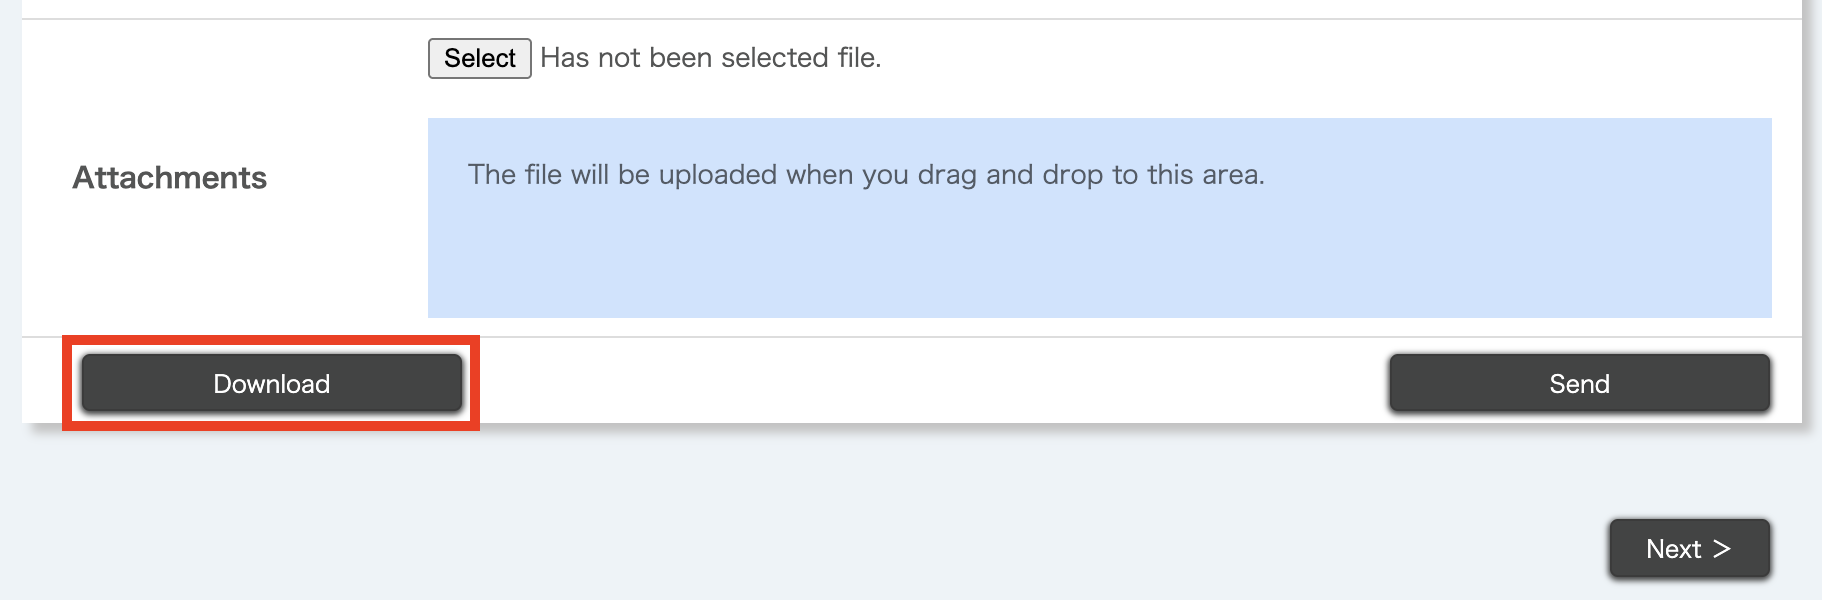 Select Has not been selected file.
Attachments
The file will be uploaded when you drag and drop to this area.
Download
Send
Next >